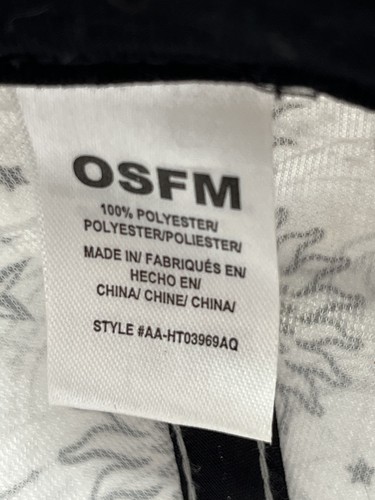 OSFM
100% POLYESTER/
POLYESTER/POLIESTER/
MADE IN/ FABRIQUÉS EN/
HECHO EN/
CHINA/ CHINE/ CHINA/
STYLE #AA-HT03969AQ